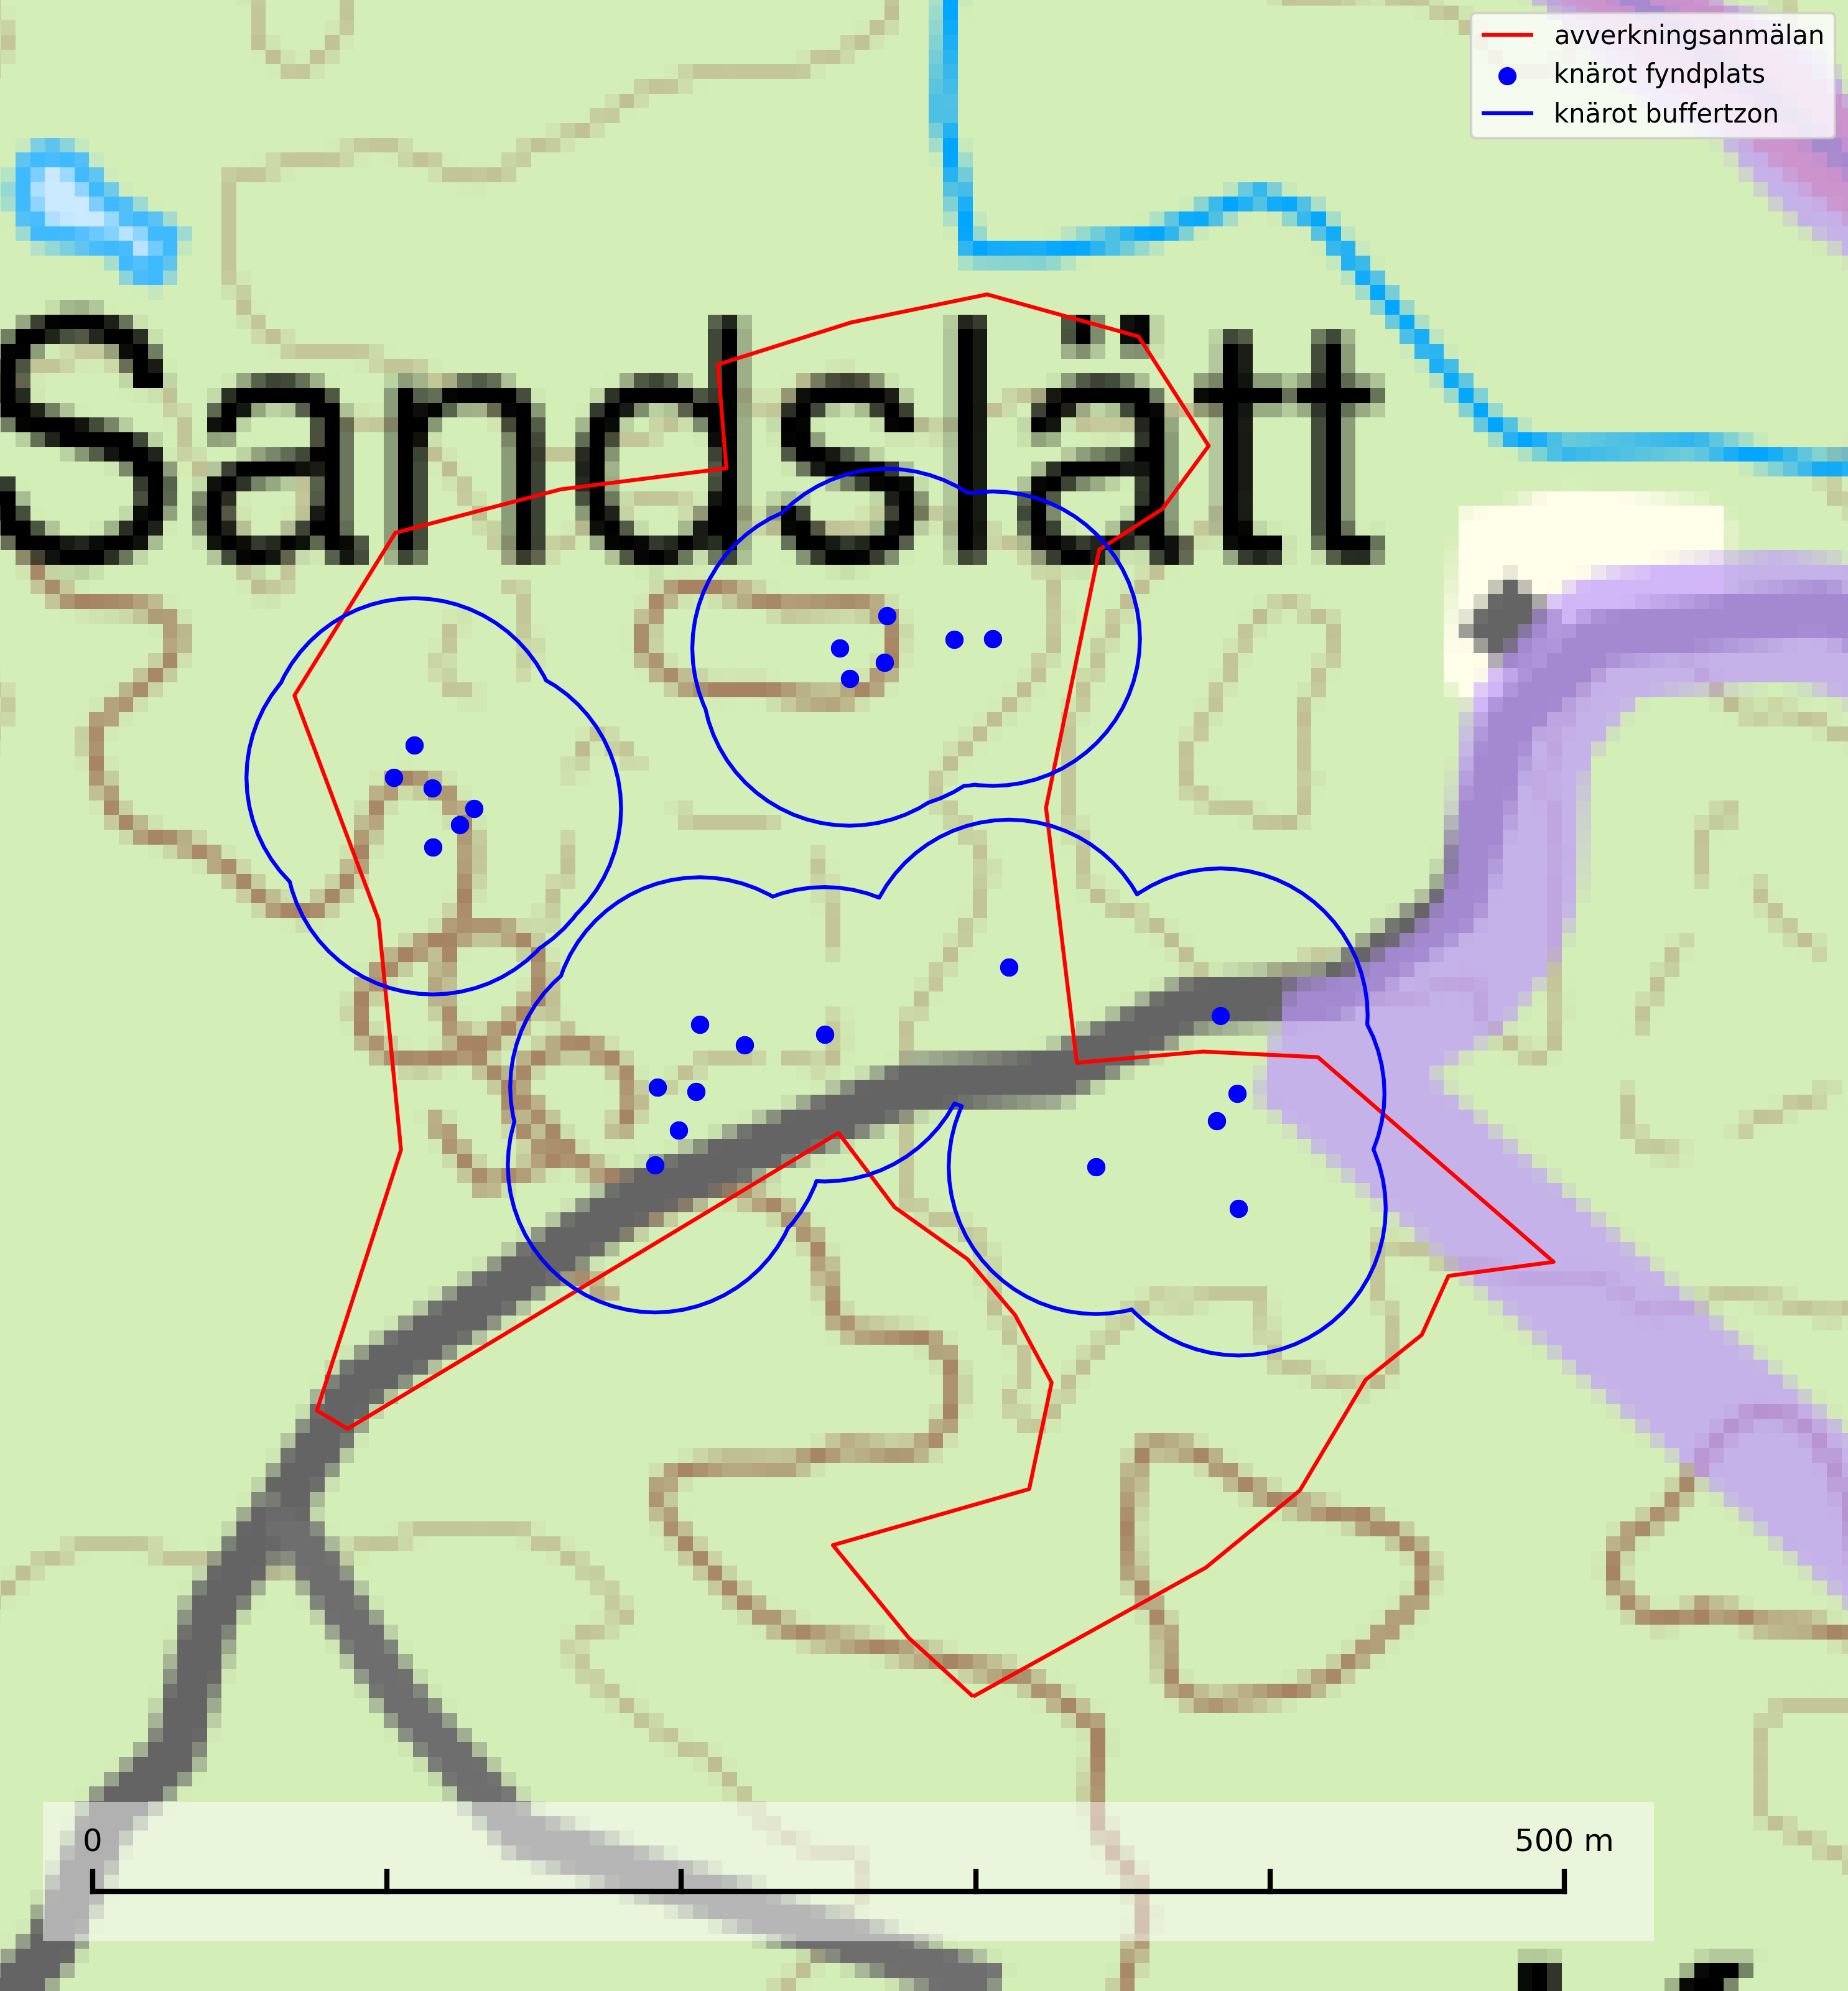 avverkningsanmälan
knärot fyndplats
knärot buffertzon
Sandslätt
0 500 m